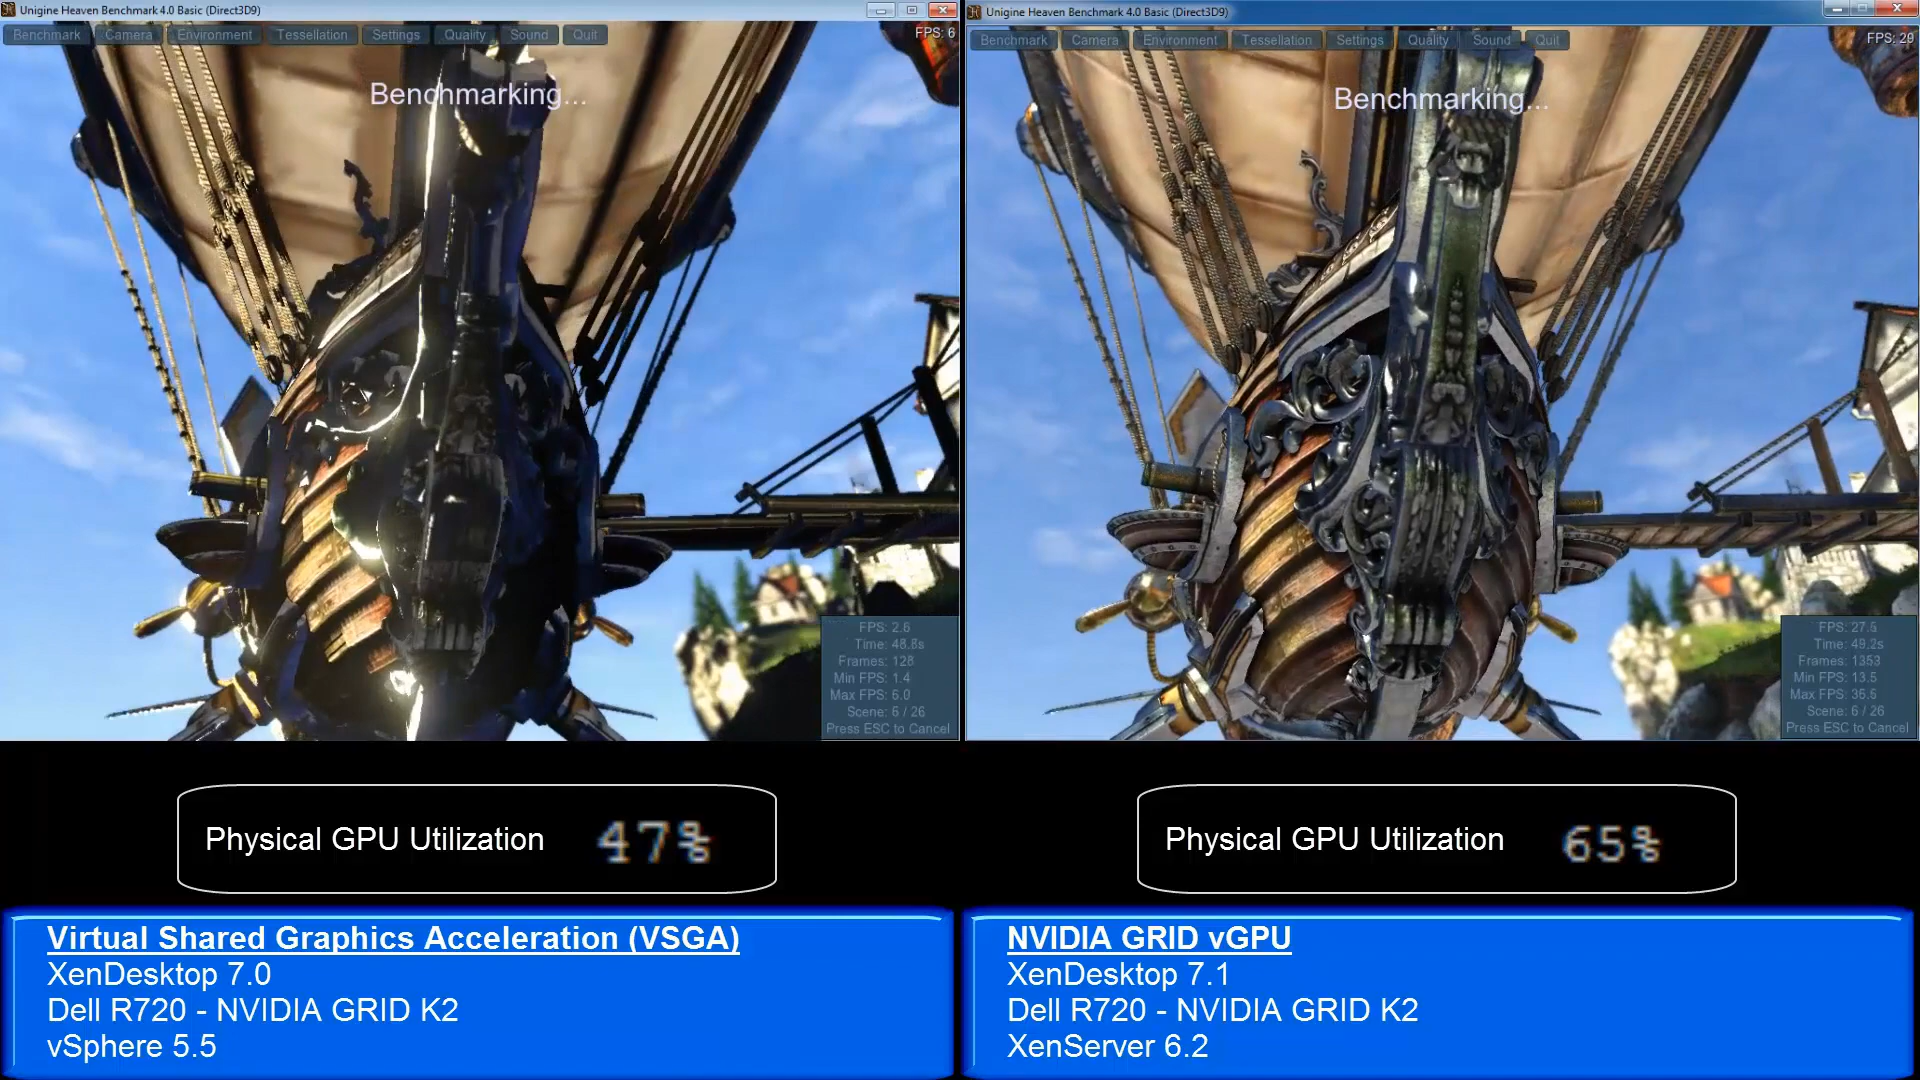 Unigine Heaven Benchmark 4.0 Basic (Direct3D9)
Benchmark Camera Environment Tessellation Settings Quality Sound Quit
FPS: 6
Benchmarking...
FPS: 2.6
Time: 48.8s
Frames: 128
Min FPS: 1.4
Max FPS: 6.0
Scene: 6 / 26
Press ESC to Cancel
Physical GPU Utilization 47%
Virtual Shared Graphics Acceleration (VSGA)
XenDesktop 7.0
Dell R720 - NVIDIA GRID K2
vSphere 5.5
Unigine Heaven Benchmark 4.0 Basic (Direct3D9)
Benchmark Camera Environment Tessellation Settings Quality Sound Quit
FPS: 29
Benchmarking...
FPS: 27.5
Time: 49.2s
Frames: 1353
Min FPS: 13.5
Max FPS: 35.5
Scene: 6 / 26
Press ESC to Cancel
Physical GPU Utilization 65%
NVIDIA GRID vGPU
XenDesktop 7.1
Dell R720 - NVIDIA GRID K2
XenServer 6.2